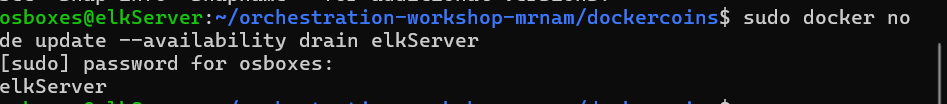 osboxes@elkServer:~/orchestration-workshop-mrnam/dockercoins$ sudo docker no
de update --availability drain elkServer
[sudo] password for osboxes:
elkServer